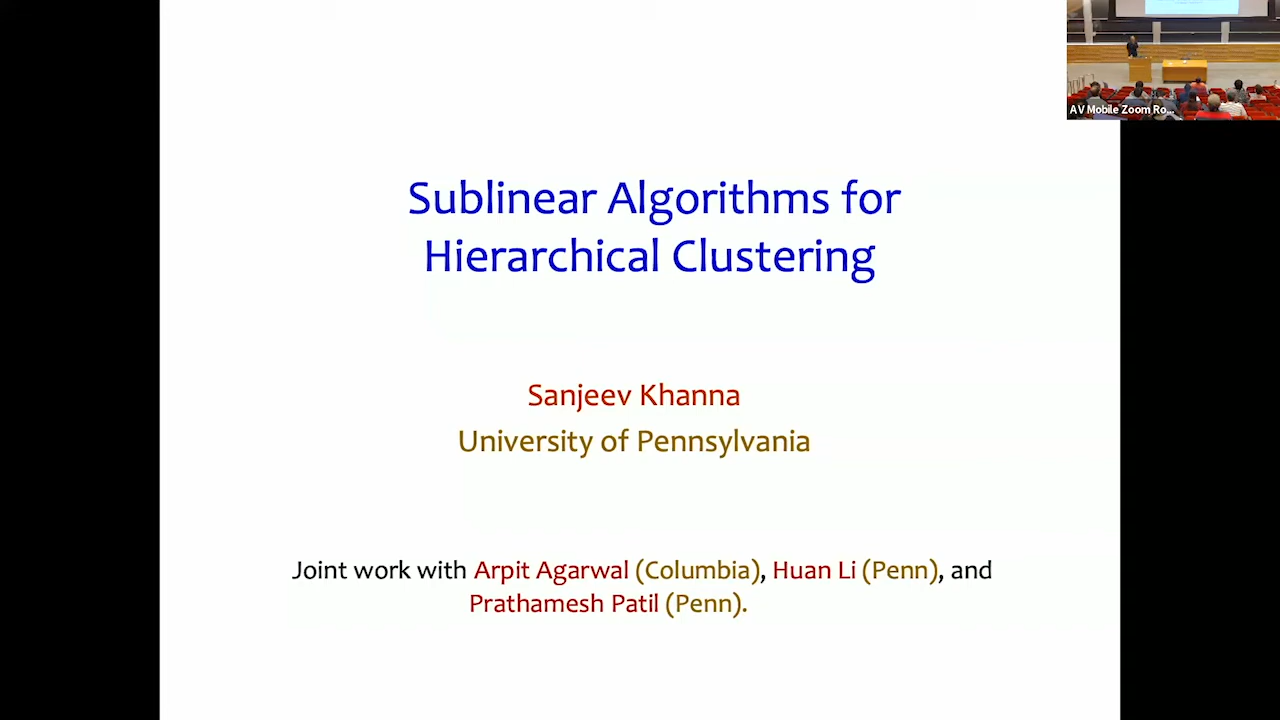 AV Mobile Zoom Ro...
Sublinear Algorithms for
Hierarchical Clustering
Sanjeev Khanna
University of Pennsylvania
Joint work with Arpit Agarwal (Columbia), Huan Li (Penn), and
Prathamesh Patil (Penn).